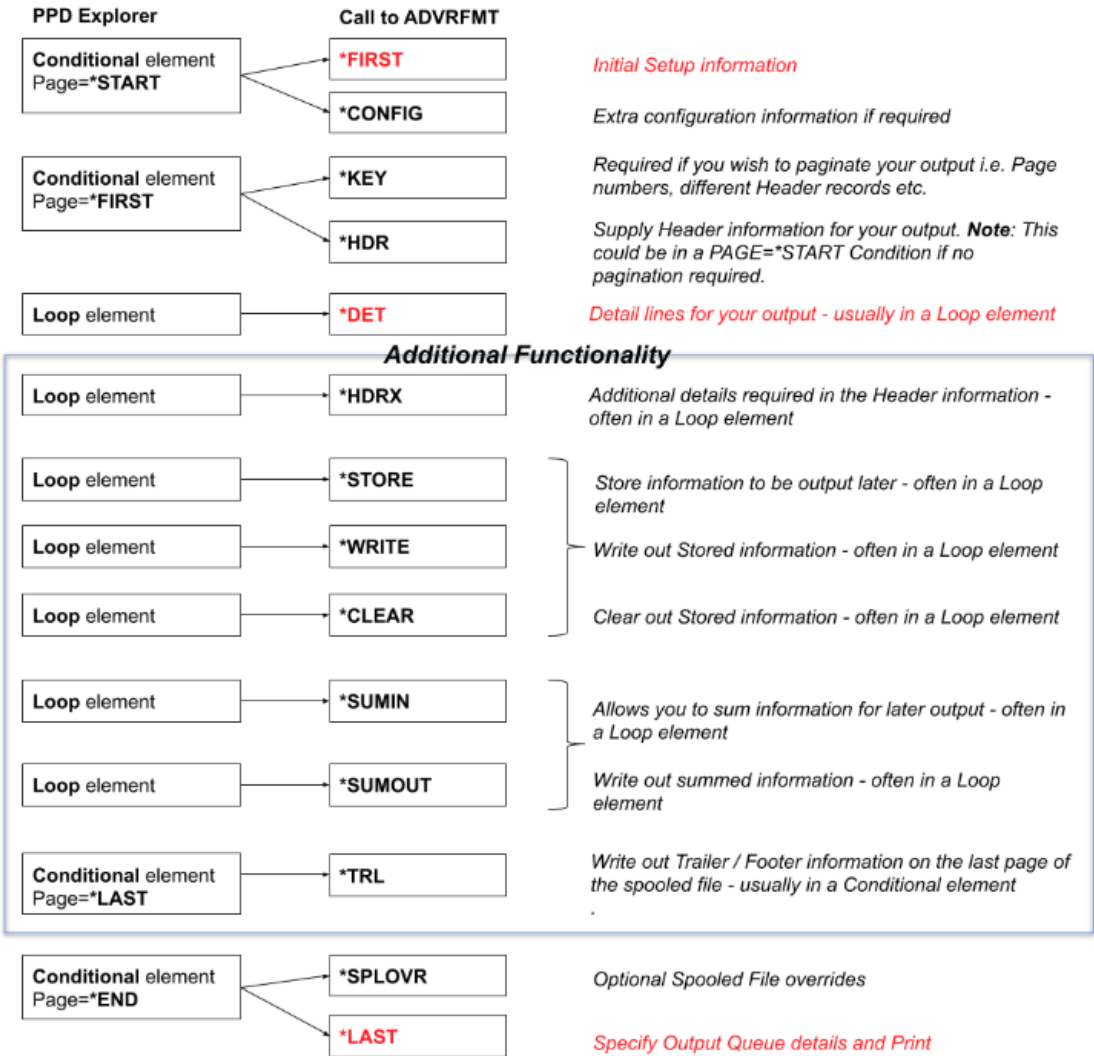 PPD Explorer
Call to ADVRFMT
Conditional element
Page=*START
*FIRST
Initial Setup information
*CONFIG
Extra configuration information if required
Conditional element
Page=*FIRST
*KEY
Required if you wish to paginate your output i.e. Page
numbers, different Header records etc.
*HDR
Supply Header information for your output. Note: This
could be in a PAGE=*START Condition if no
pagination required.
Loop element
*DET
Detail lines for your output - usually in a Loop element
Additional Functionality
Loop element
*HDRX
Additional details required in the Header information -
often in a Loop element
Loop element
*STORE
Store information to be output later - often in a Loop
element
Loop element
*WRITE
Write out Stored information - often in a Loop element
Loop element
*CLEAR
Clear out Stored information - often in a Loop element
Loop element
*SUMIN
Allows you to sum information for later output - often in
a Loop element
Loop element
*SUMOUT
Write out summed information - often in a Loop
element
Conditional element
Page=*LAST
*TRL
Write out Trailer / Footer information on the last page of
the spooled file - usually in a Conditional element
.
Conditional element
Page=*END
*SPLOVR
Optional Spooled File overrides
*LAST
Specify Output Queue details and Print